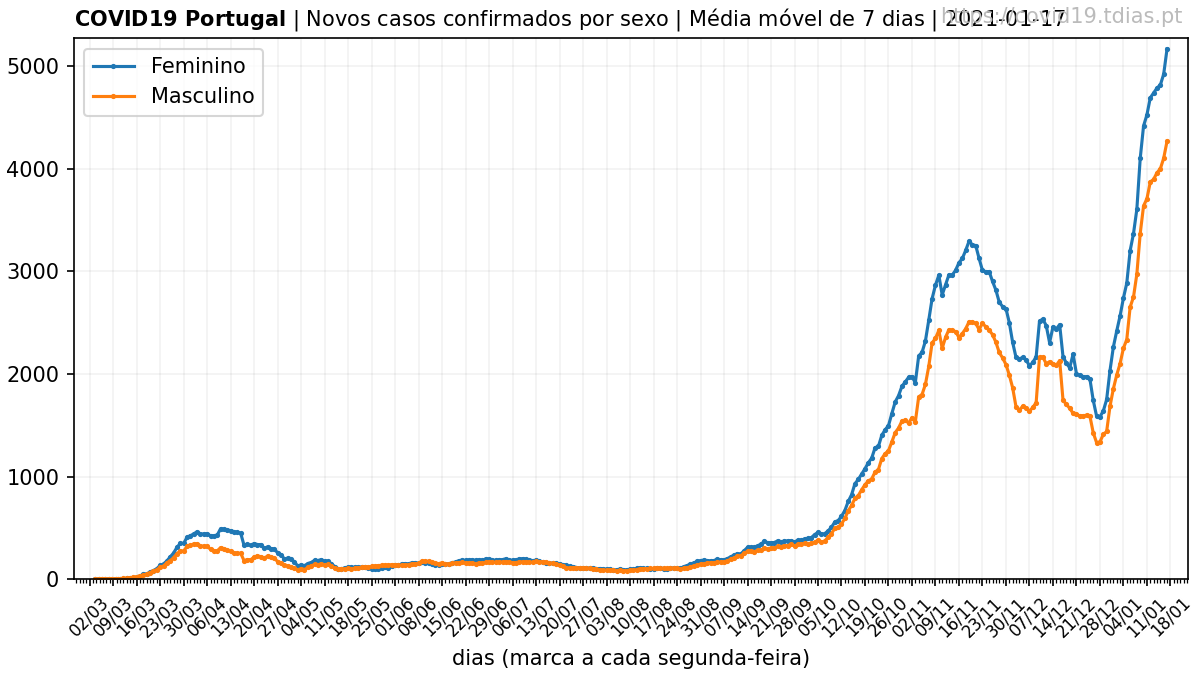 COVID19 Portugal | Novos casos confirmados por sexo | Média móvel de 7 dias | 2021-01-17
https://covid19.tdias.pt
Feminino
Masculino
5000
4000
3000
2000
1000
0
02/03 09/03 16/03 23/03 30/03 06/04 13/04 20/04 27/04 04/05 11/05 18/05 25/05 01/06 08/06 15/06 22/06 29/06 06/07 13/07 20/07 27/07 03/08 10/08 17/08 24/08 31/08 07/09 14/09 21/09 28/09 05/10 12/10 19/10 26/10 02/11 09/11 16/11 23/11 30/11 07/12 14/12 21/12 28/12 04/01 11/01 18/01
dias (marca a cada segunda-feira)